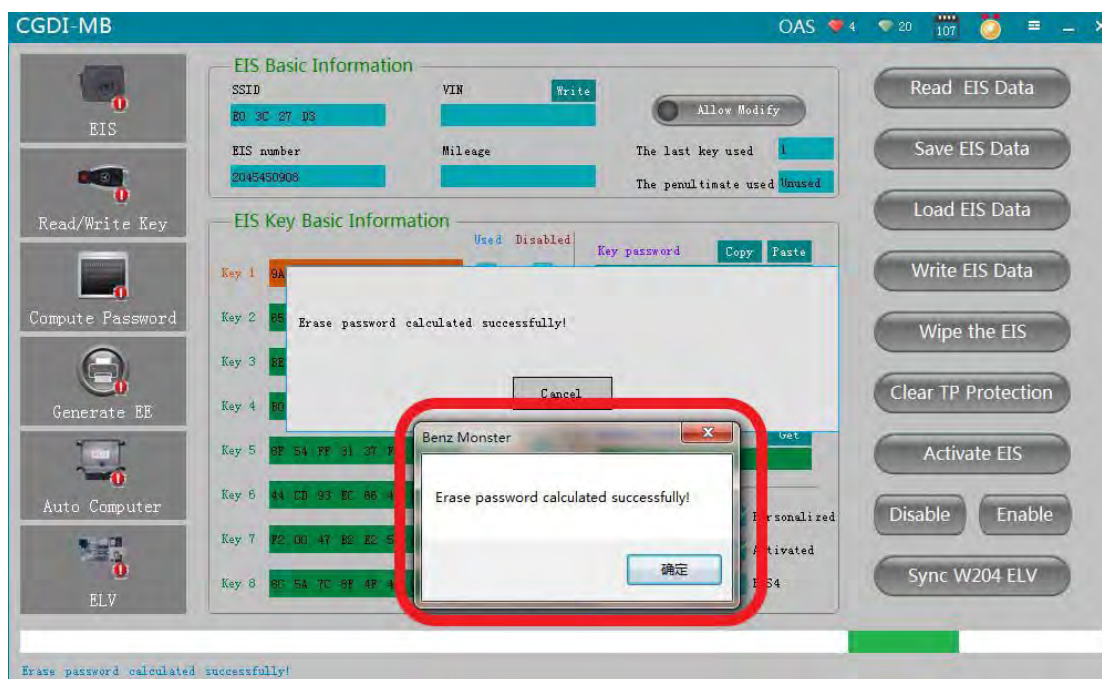 CGDI-MB
OAS 4 20 107
EIS
Read/Write Key
Compute Password
Generate EE
Auto Computer
ELV
EIS Basic Information
SSID VIN Write
E0 3C 27 D3
Allow Modify
EIS number Mileage
The last key used 1
2045450908
The penultimate used Unused
EIS Key Basic Information
Used Disabled
Key password Copy Paste
Key 1 9A
Key 2
Key 3
Key 4
Key 5
Key 6
Key 7
Key 8
Erase password calculated successfully!
Cancel
Get
Benz Monster
Erase password calculated successfully!
确定
Activated
Read EIS Data
Save EIS Data
Load EIS Data
Write EIS Data
Wipe the EIS
Clear TP Protection
Activate EIS
Disable Enable
Sync W204 ELV
Erase password calculated successfully!